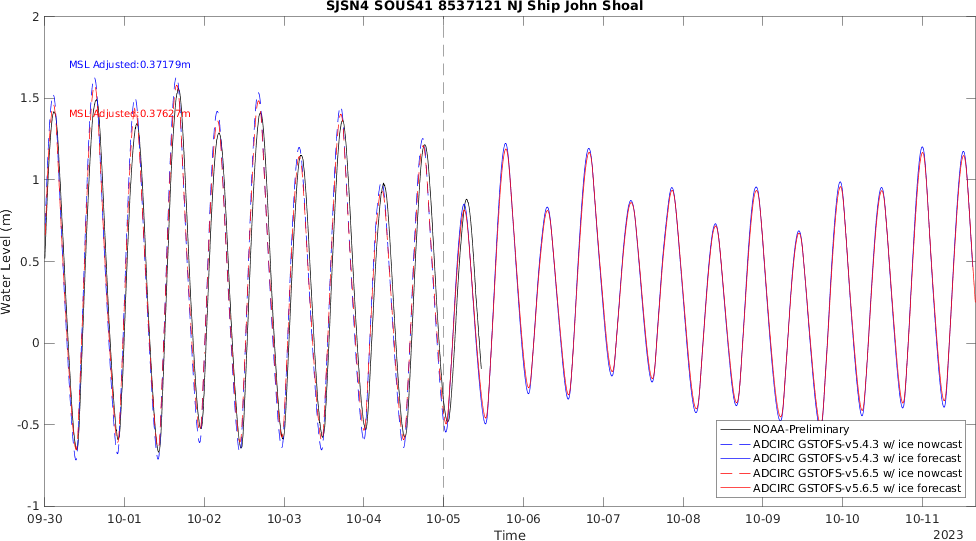 SJSN4 SOUS41 8537121 NJ Ship John Shoal
2
MSL Adjusted:0.37179m
1.5
MSL Adjusted:0.37627m
1
0.5
0
-0.5
-1
Water Level (m)
NOAA-Preliminary
ADCIRC GSTOFS-v5.4.3 w/ ice nowcast
ADCIRC GSTOFS-v5.4.3 w/ ice forecast
ADCIRC GSTOFS-v5.6.5 w/ ice nowcast
ADCIRC GSTOFS-v5.6.5 w/ ice forecast
09-30 10-01 10-02 10-03 10-04 10-05 10-06 10-07 10-08 10-09 10-10 10-11
Time
2023